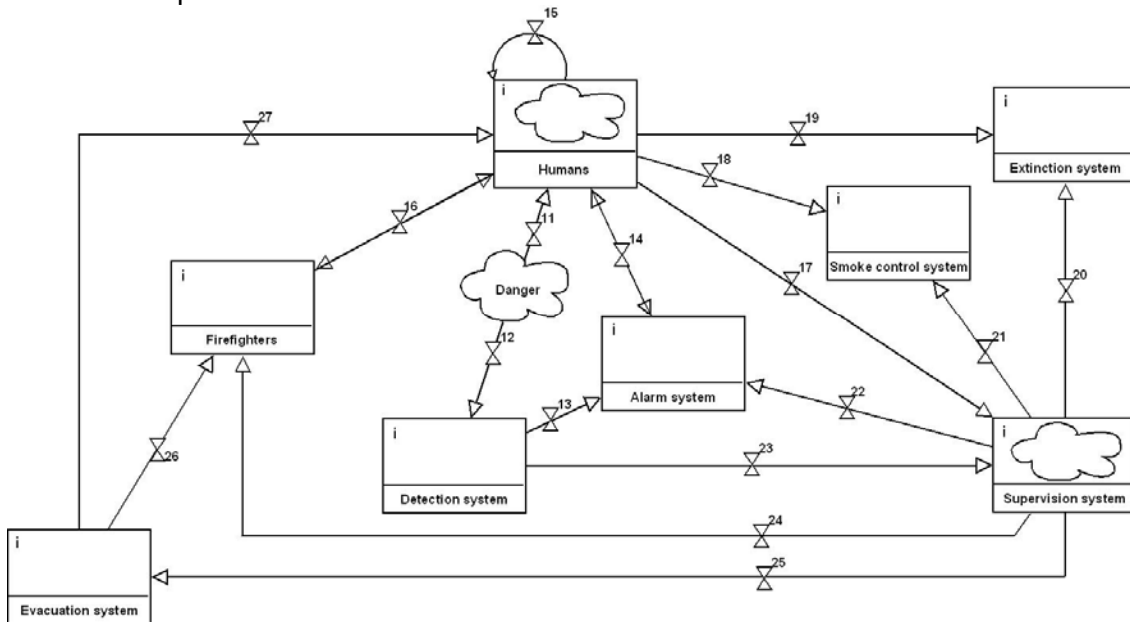 15
i
27
Humans
19
i
Extinction system
18
i
Smoke control system
16
11
14
17
20
i
Firefighters
Danger
12
i
Alarm system
21
13
22
i
Detection system
23
i
Supervision system
26
24
25
i
Evacuation system